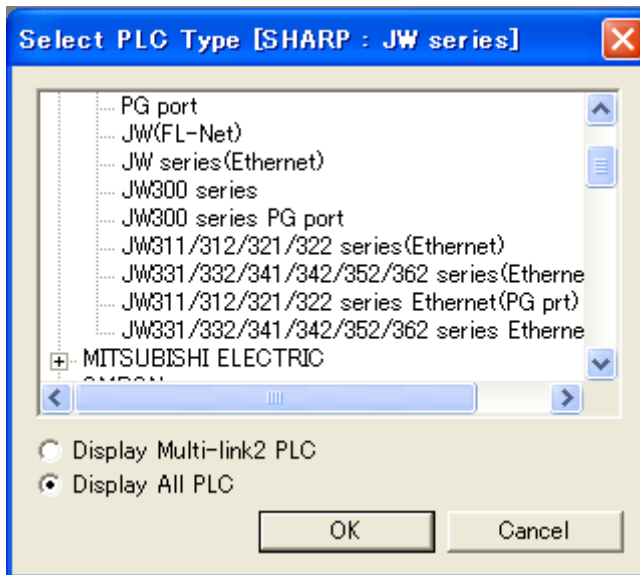 Select PLC Type [SHARP : JW series]
PG port
JW(FL-Net)
JW series(Ethernet)
JW300 series
JW300 series PG port
JW311/312/321/322 series(Ethernet)
JW331/332/341/342/352/362 series(Etherne
JW311/312/321/322 series Ethernet(PG prt)
JW331/332/341/342/352/362 series Etherne
MITSUBISHI ELECTRIC
Display Multi-link2 PLC
Display All PLC
OK
Cancel